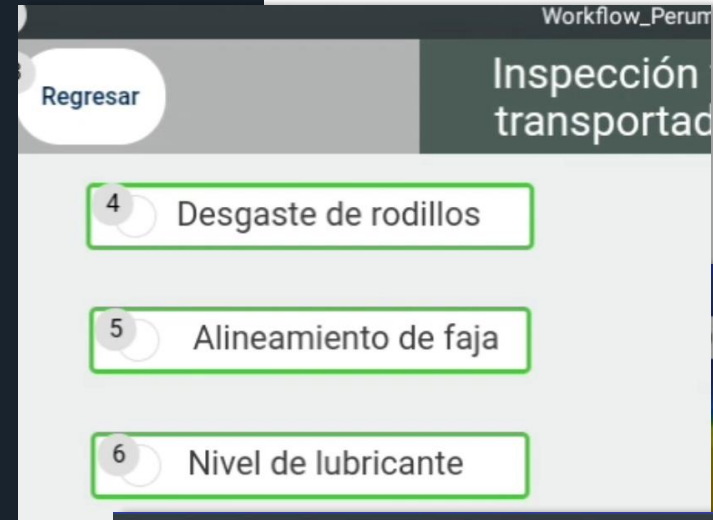 Workflow_Perum
Regresar
Inspección
transportad
4 Desgaste de rodillos
5 Alineamiento de faja
6 Nivel de lubricante